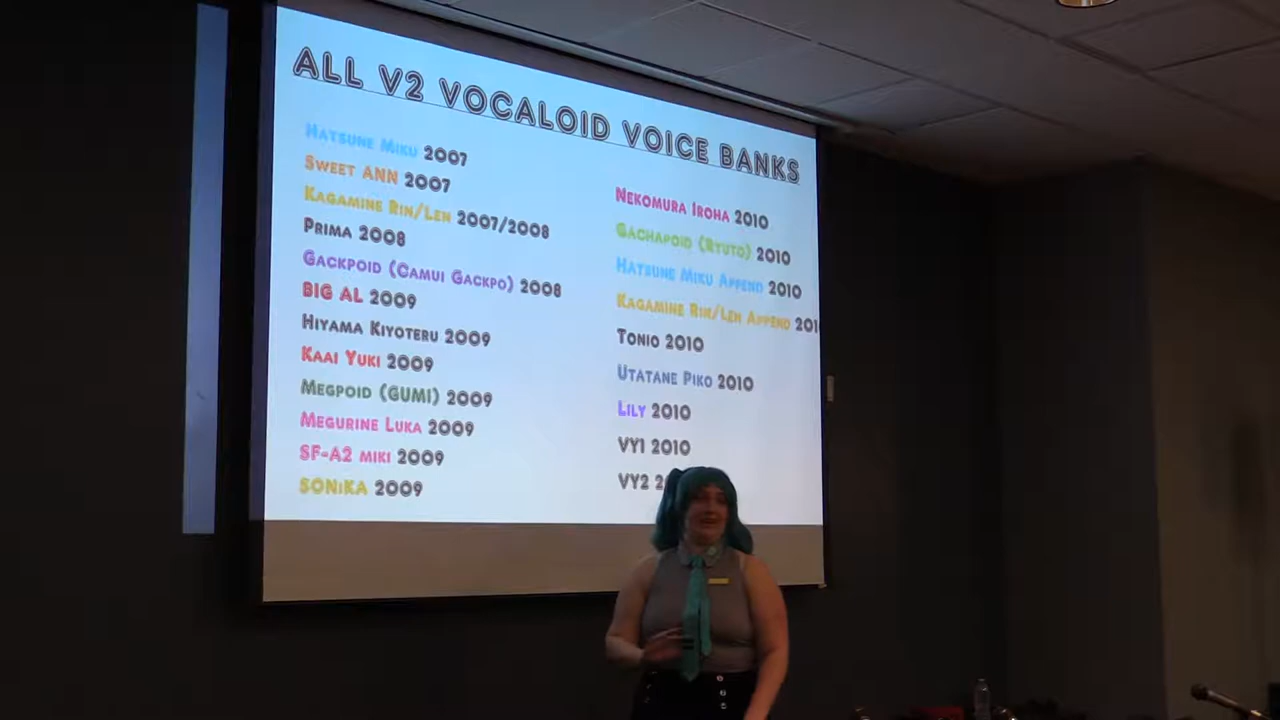 ALL V2 VOCALOID VOICE BANKS
HATSUNE MIKU 2007
SWEET ANN 2007
KAGAMINE RIN/LEN 2007/2008
PRIMA 2008
GACKPOID (CAMUI GACKPO) 2008
BIG AL 2009
HIYAMA KIYOTERU 2009
KAAI YUKI 2009
MEGPOID (GUMI) 2009
MEGURINE LUKA 2009
SF-A2 MIKI 2009
SONiKA 2009
NEKOMURA IROHA 2010
GACHAPOID (RYUTO) 2010
HATSUNE MIKU APPEND 2010
KAGAMINE RIN/LEN APPEND
TONIO 2010
UTATANE PIKO 2010
LILY 2010
VY1 2010
VY2